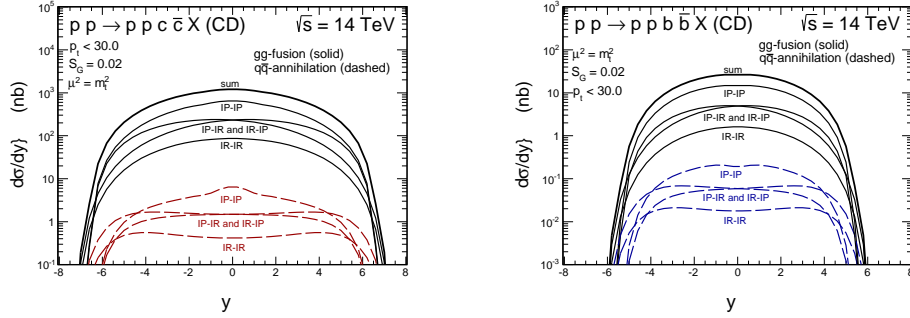 p p → p p c c̄ X (CD)
√s = 14 TeV
p_t < 30.0
S_G = 0.02
μ² = m_t²
gg-fusion (solid)
qq̄-annihilation (dashed)
sum
IP-IP
IP-IR and IR-IP
IR-IR
IP-IP
IP-IR and IR-IP
IR-IR
dσ/dy} (nb)
10⁵
10⁴
10³
10²
10
1
10⁻¹
-8 -6 -4 -2 0 2 4 6 8
y
p p → p p b b̄ X (CD)
√s = 14 TeV
μ² = m_t²
S_G = 0.02
p_t < 30.0
gg-fusion (solid)
qq̄-annihilation (dashed)
sum
IP-IP
IP-IR and IR-IP
IR-IR
IP-IP
IP-IR and IR-IP
IR-IR
dσ/dy} (nb)
10³
10²
10
1
10⁻¹
10⁻²
10⁻³
-8 -6 -4 -2 0 2 4 6 8
y